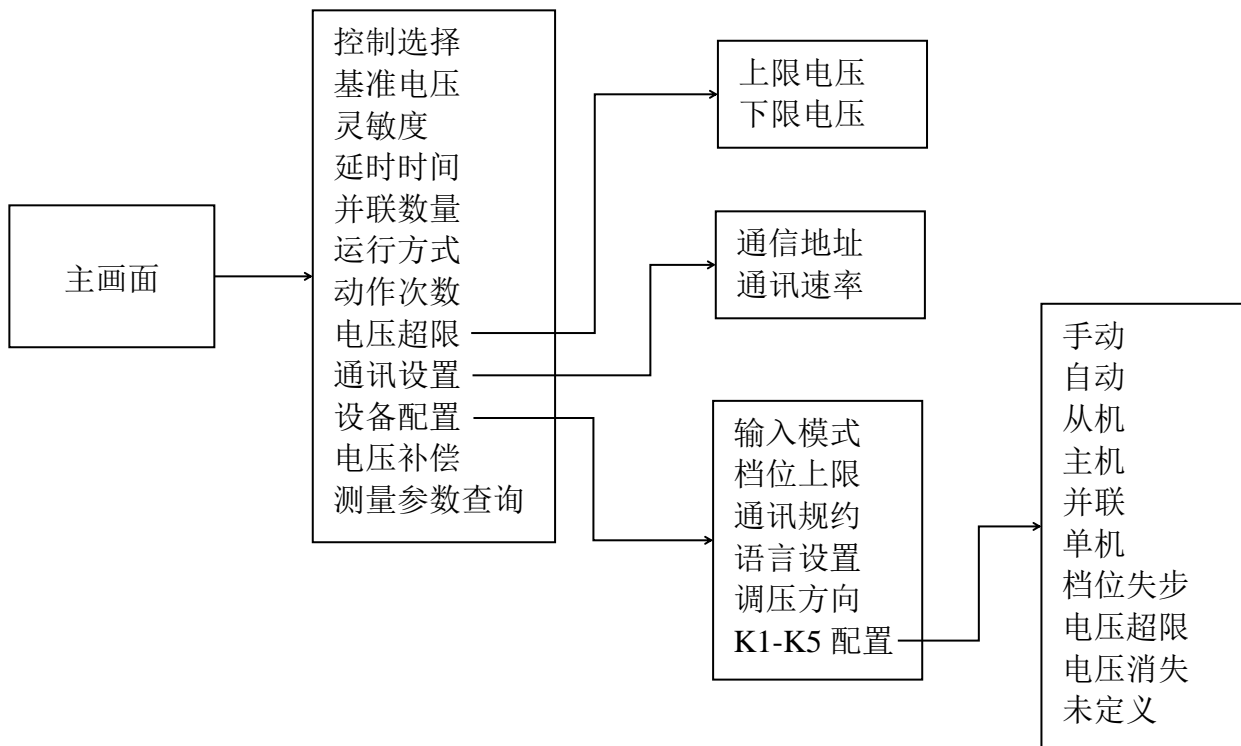 主画面
控制选择
基准电压
灵敏度
延时时间
并联数量
运行方式
动作次数
电压超限
通讯设置
设备配置
电压补偿
测量参数查询
上限电压
下限电压
通信地址
通讯速率
输入模式
档位上限
通讯规约
语言设置
调压方向
K1-K5 配置
手动
自动
从机
主机
并联
单机
档位失步
电压超限
电压消失
未定义